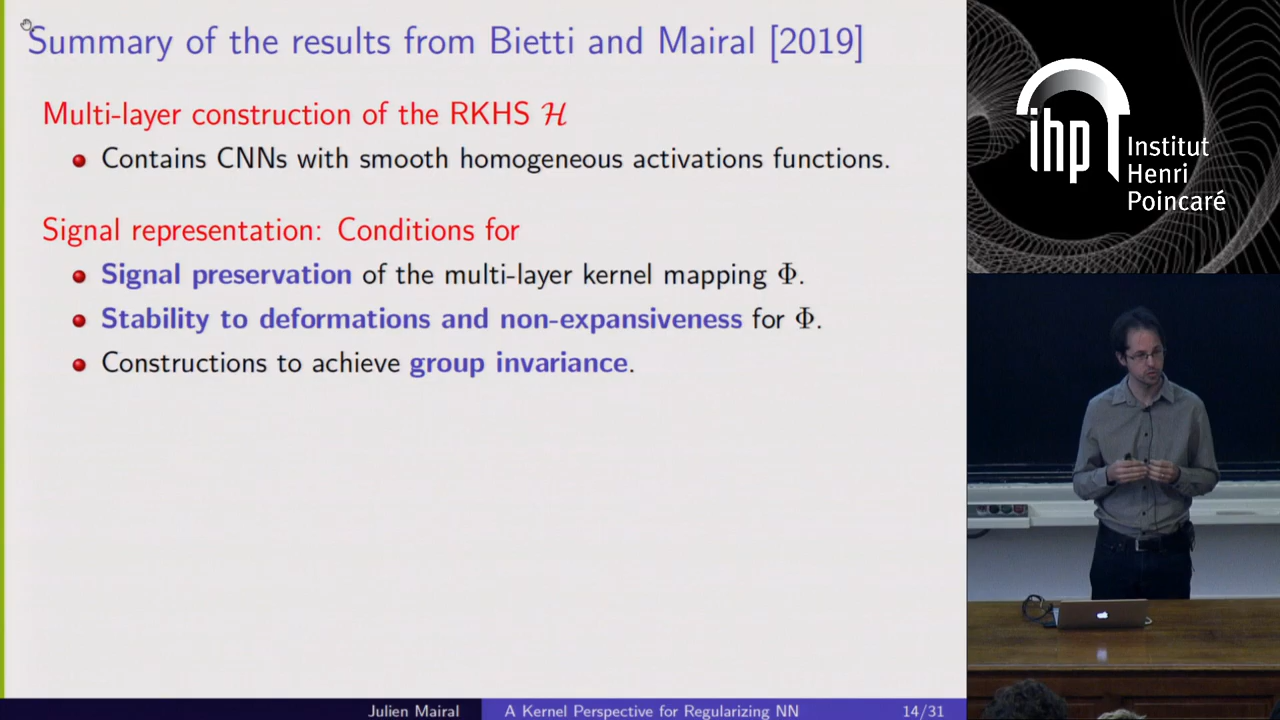 Summary of the results from Bietti and Mairal [2019]
Multi-layer construction of the RKHS ℋ
Contains CNNs with smooth homogeneous activations functions.
Signal representation: Conditions for
Signal preservation of the multi-layer kernel mapping Φ.
Stability to deformations and non-expansiveness for Φ.
Constructions to achieve group invariance.
Julien Mairal
A Kernel Perspective for Regularizing NN
14/31
ihp
Institut
Henri
Poincaré